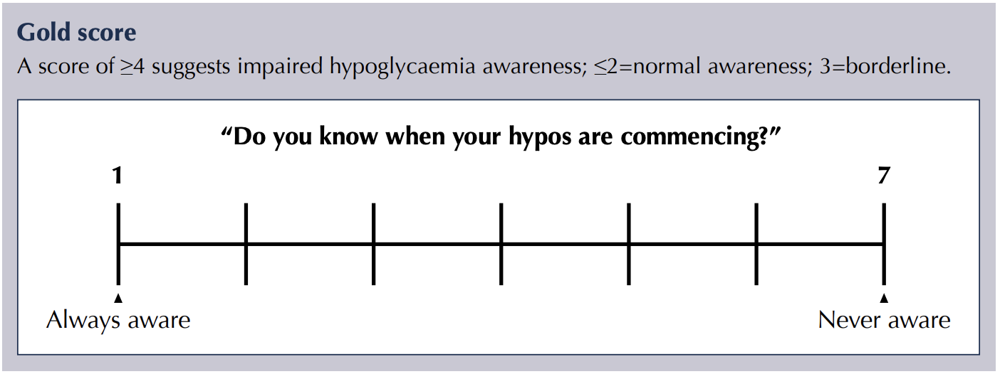 Gold score
A score of ≥4 suggests impaired hypoglycaemia awareness; ≤2=normal awareness; 3=borderline.
“Do you know when your hypos are commencing?”
1 7
Always aware Never aware